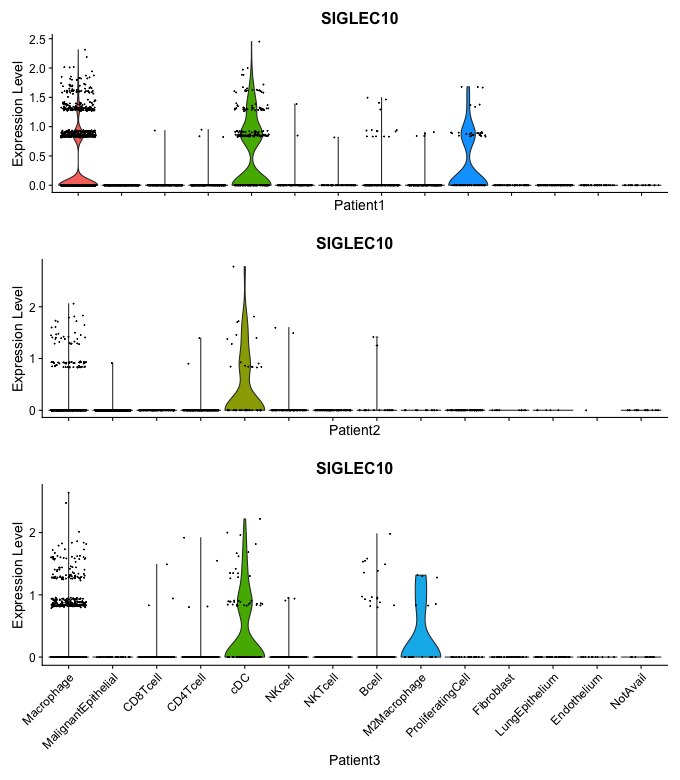 SIGLEC10
Expression Level
2.5
2.0
1.5
1.0
0.5
0.0
Patient1
SIGLEC10
Expression Level
2
1
0
Patient2
SIGLEC10
Expression Level
2
1
0
Macrophage
MalignantEpithelial
CD8Tcell
CD4Tcell
cDC
NKcell
NKTcell
Bcell
M2Macrophage
ProliferatingCell
Fibroblast
LungEpithelium
Endothelium
NotAvail
Patient3